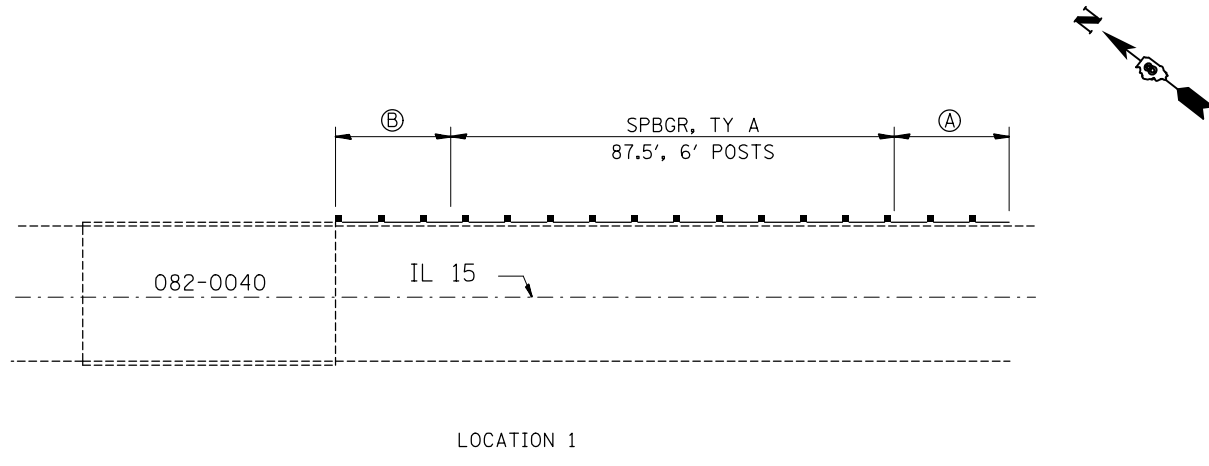 N
Ⓑ
SPBGR, TY A
87.5', 6' POSTS
Ⓐ
082-0040
IL 15
LOCATION 1